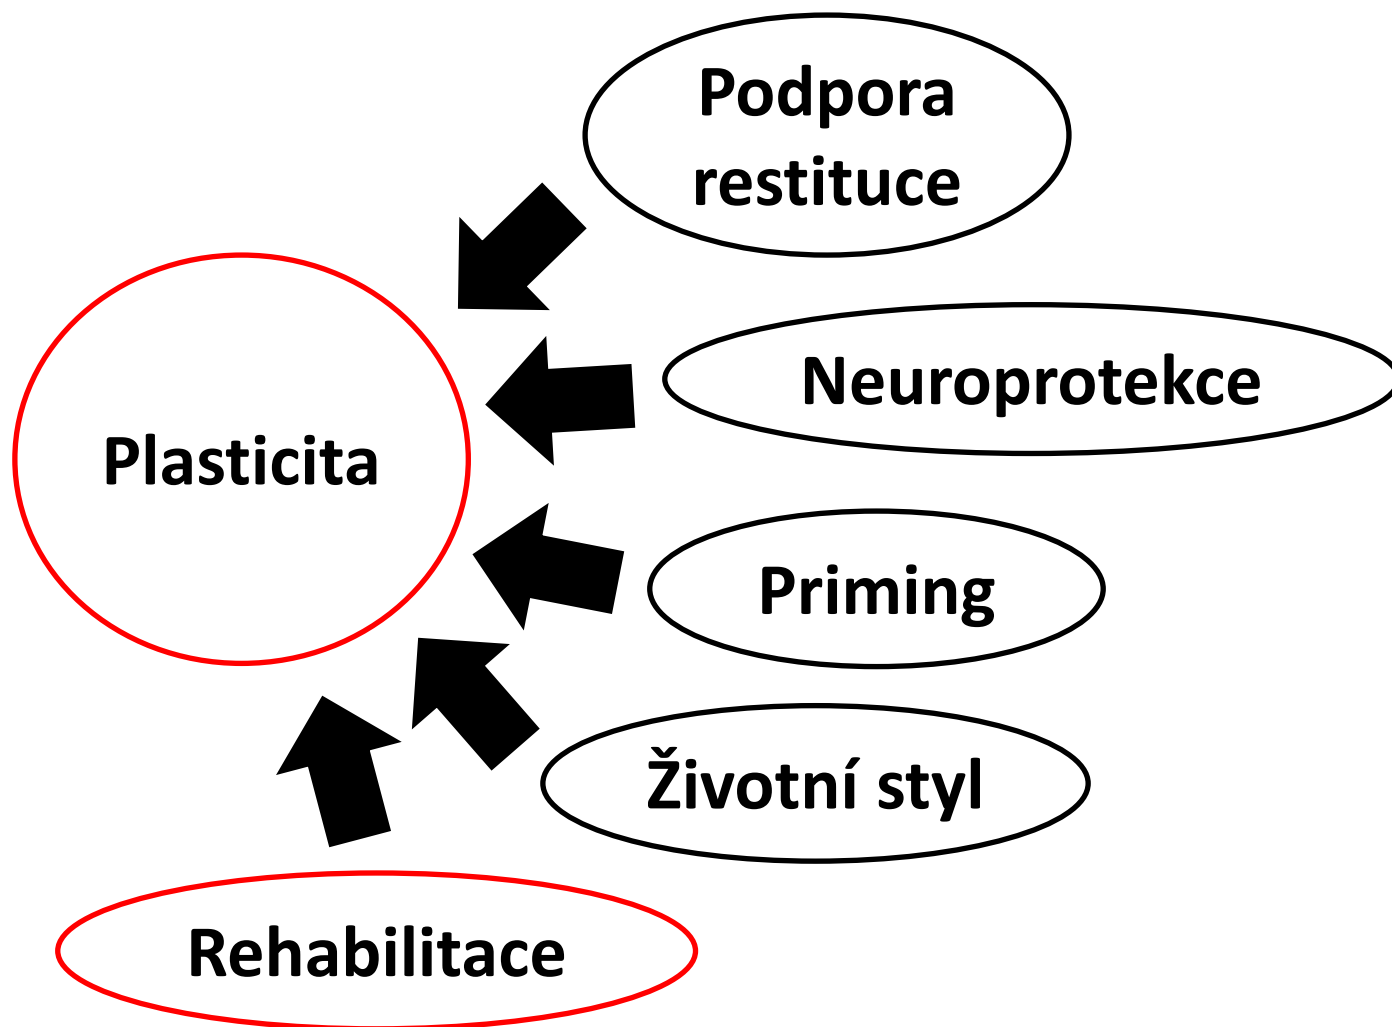 Podpora
restituce
Neuroprotekce
Plasticita
Priming
Životní styl
Rehabilitace